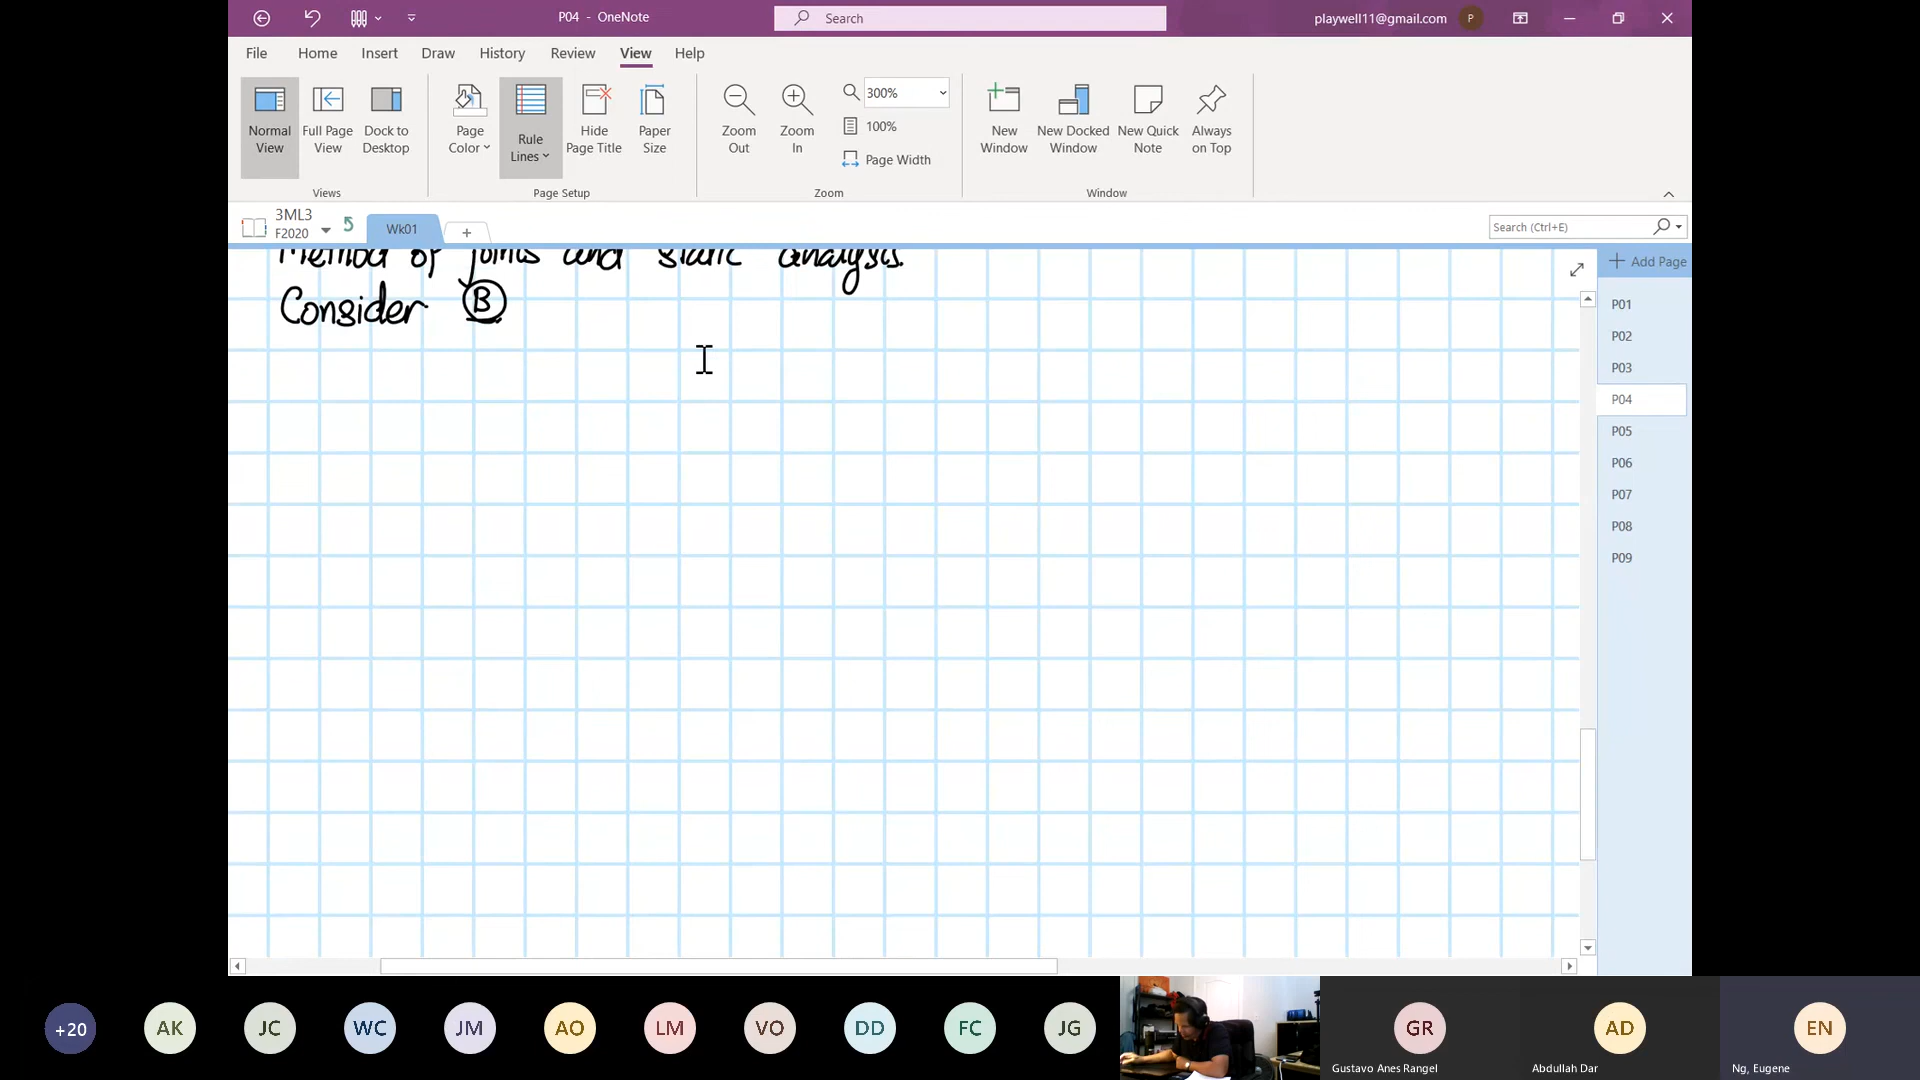 P04 - OneNote
Search
playwell11@gmail.com
P
File Home Insert Draw History Review View Help
Normal View
Full Page View
Dock to Desktop
Views
Page Color
Rule Lines
Hide Page Title
Paper Size
Page Setup
Zoom Out
Zoom In
300%
100%
Page Width
Zoom
New Window
New Docked Window
New Quick Note
Always on Top
Window
3ML3
F2020
Wk01
Search (Ctrl+E)
Method of joints and static analysis.
Consider B
Add Page
P01
P02
P03
P04
P05
P06
P07
P08
P09
+20 AK JC WC JM AO LM VO DD FC JG GR AD EN
Gustavo Anes Rangel
Abdullah Dar
Ng, Eugene